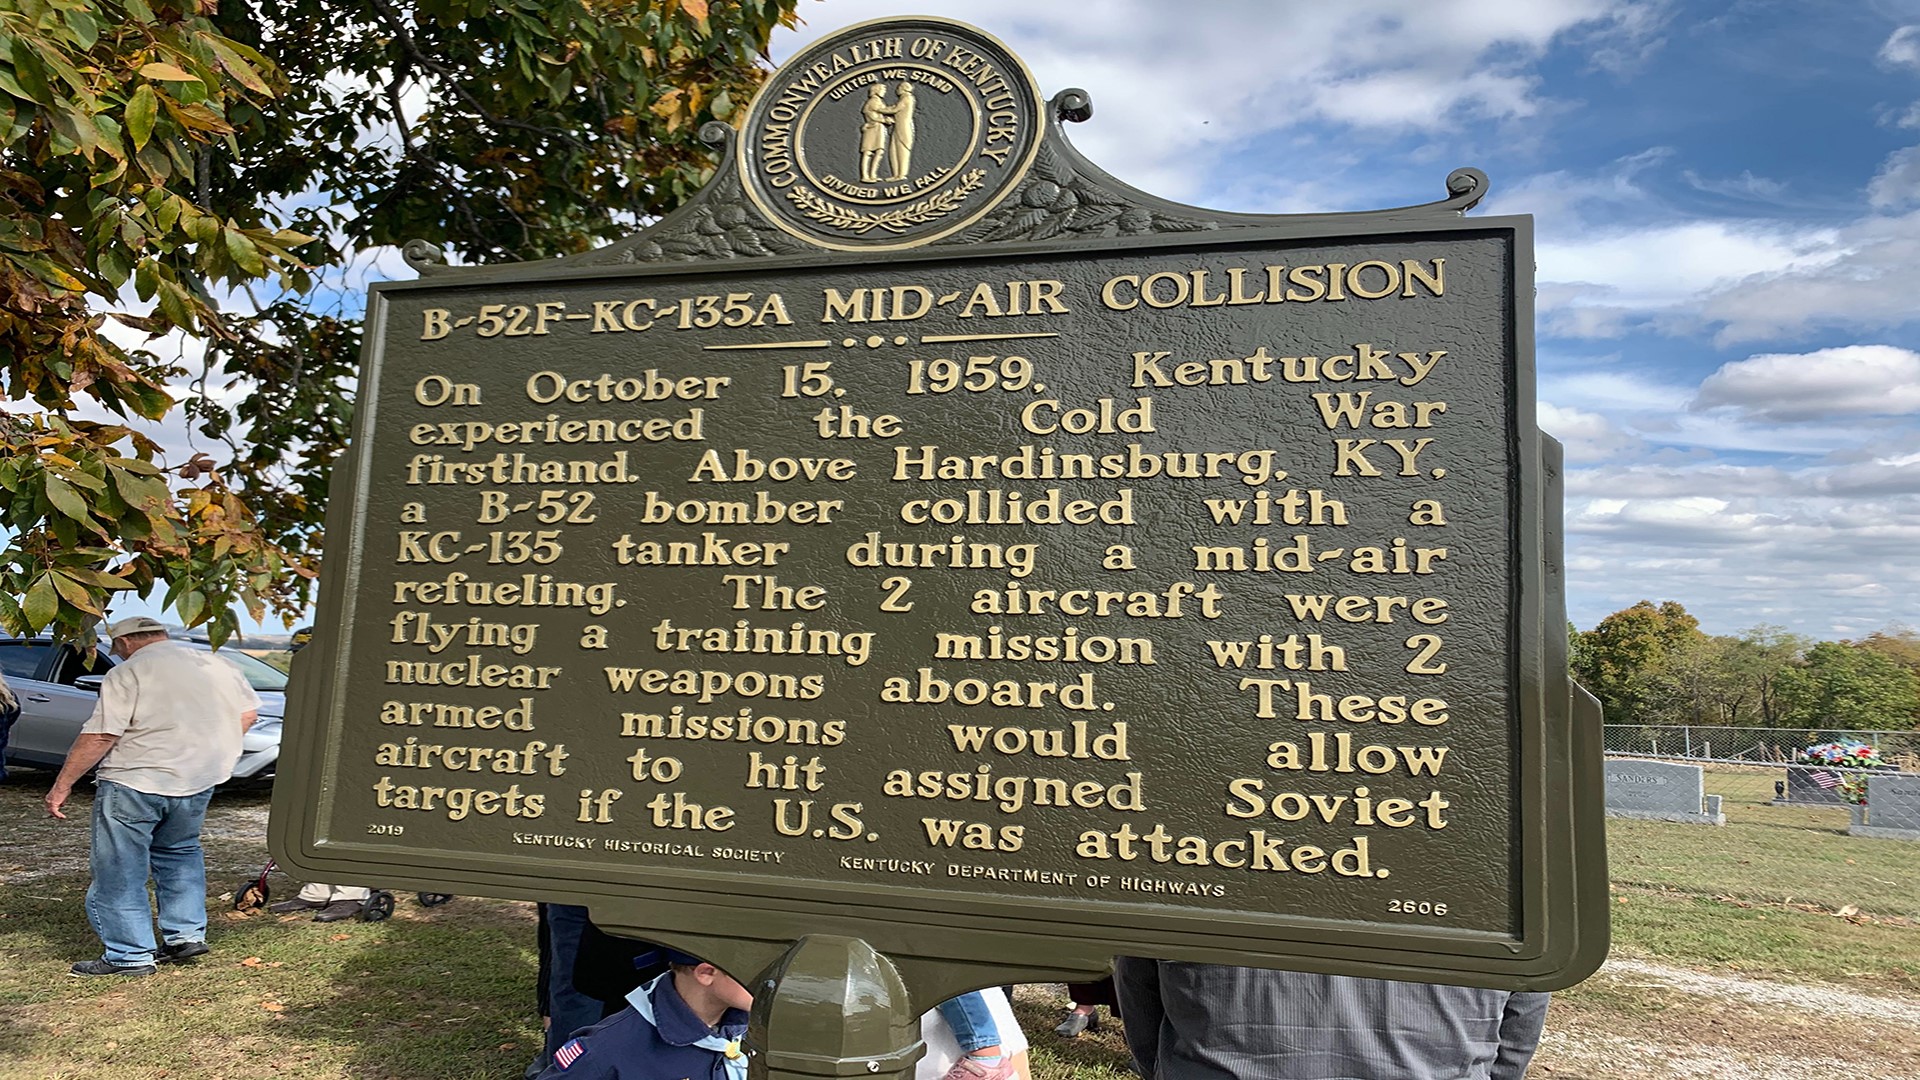 COMMONWEALTH OF KENTUCKY
UNITED WE STAND
DIVIDED WE FALL
B-52F-KC-135A MID-AIR COLLISION
On October 15, 1959, Kentucky
experienced the Cold War
firsthand. Above Hardinsburg, KY,
a B-52 bomber collided with a
KC-135 tanker during a mid-air
refueling. The 2 aircraft were
flying a training mission with 2
nuclear weapons aboard. These
armed missions would allow
aircraft to hit assigned Soviet
targets if the U.S. was attacked.
2019 KENTUCKY HISTORICAL SOCIETY KENTUCKY DEPARTMENT OF HIGHWAYS 2606
SANDERS